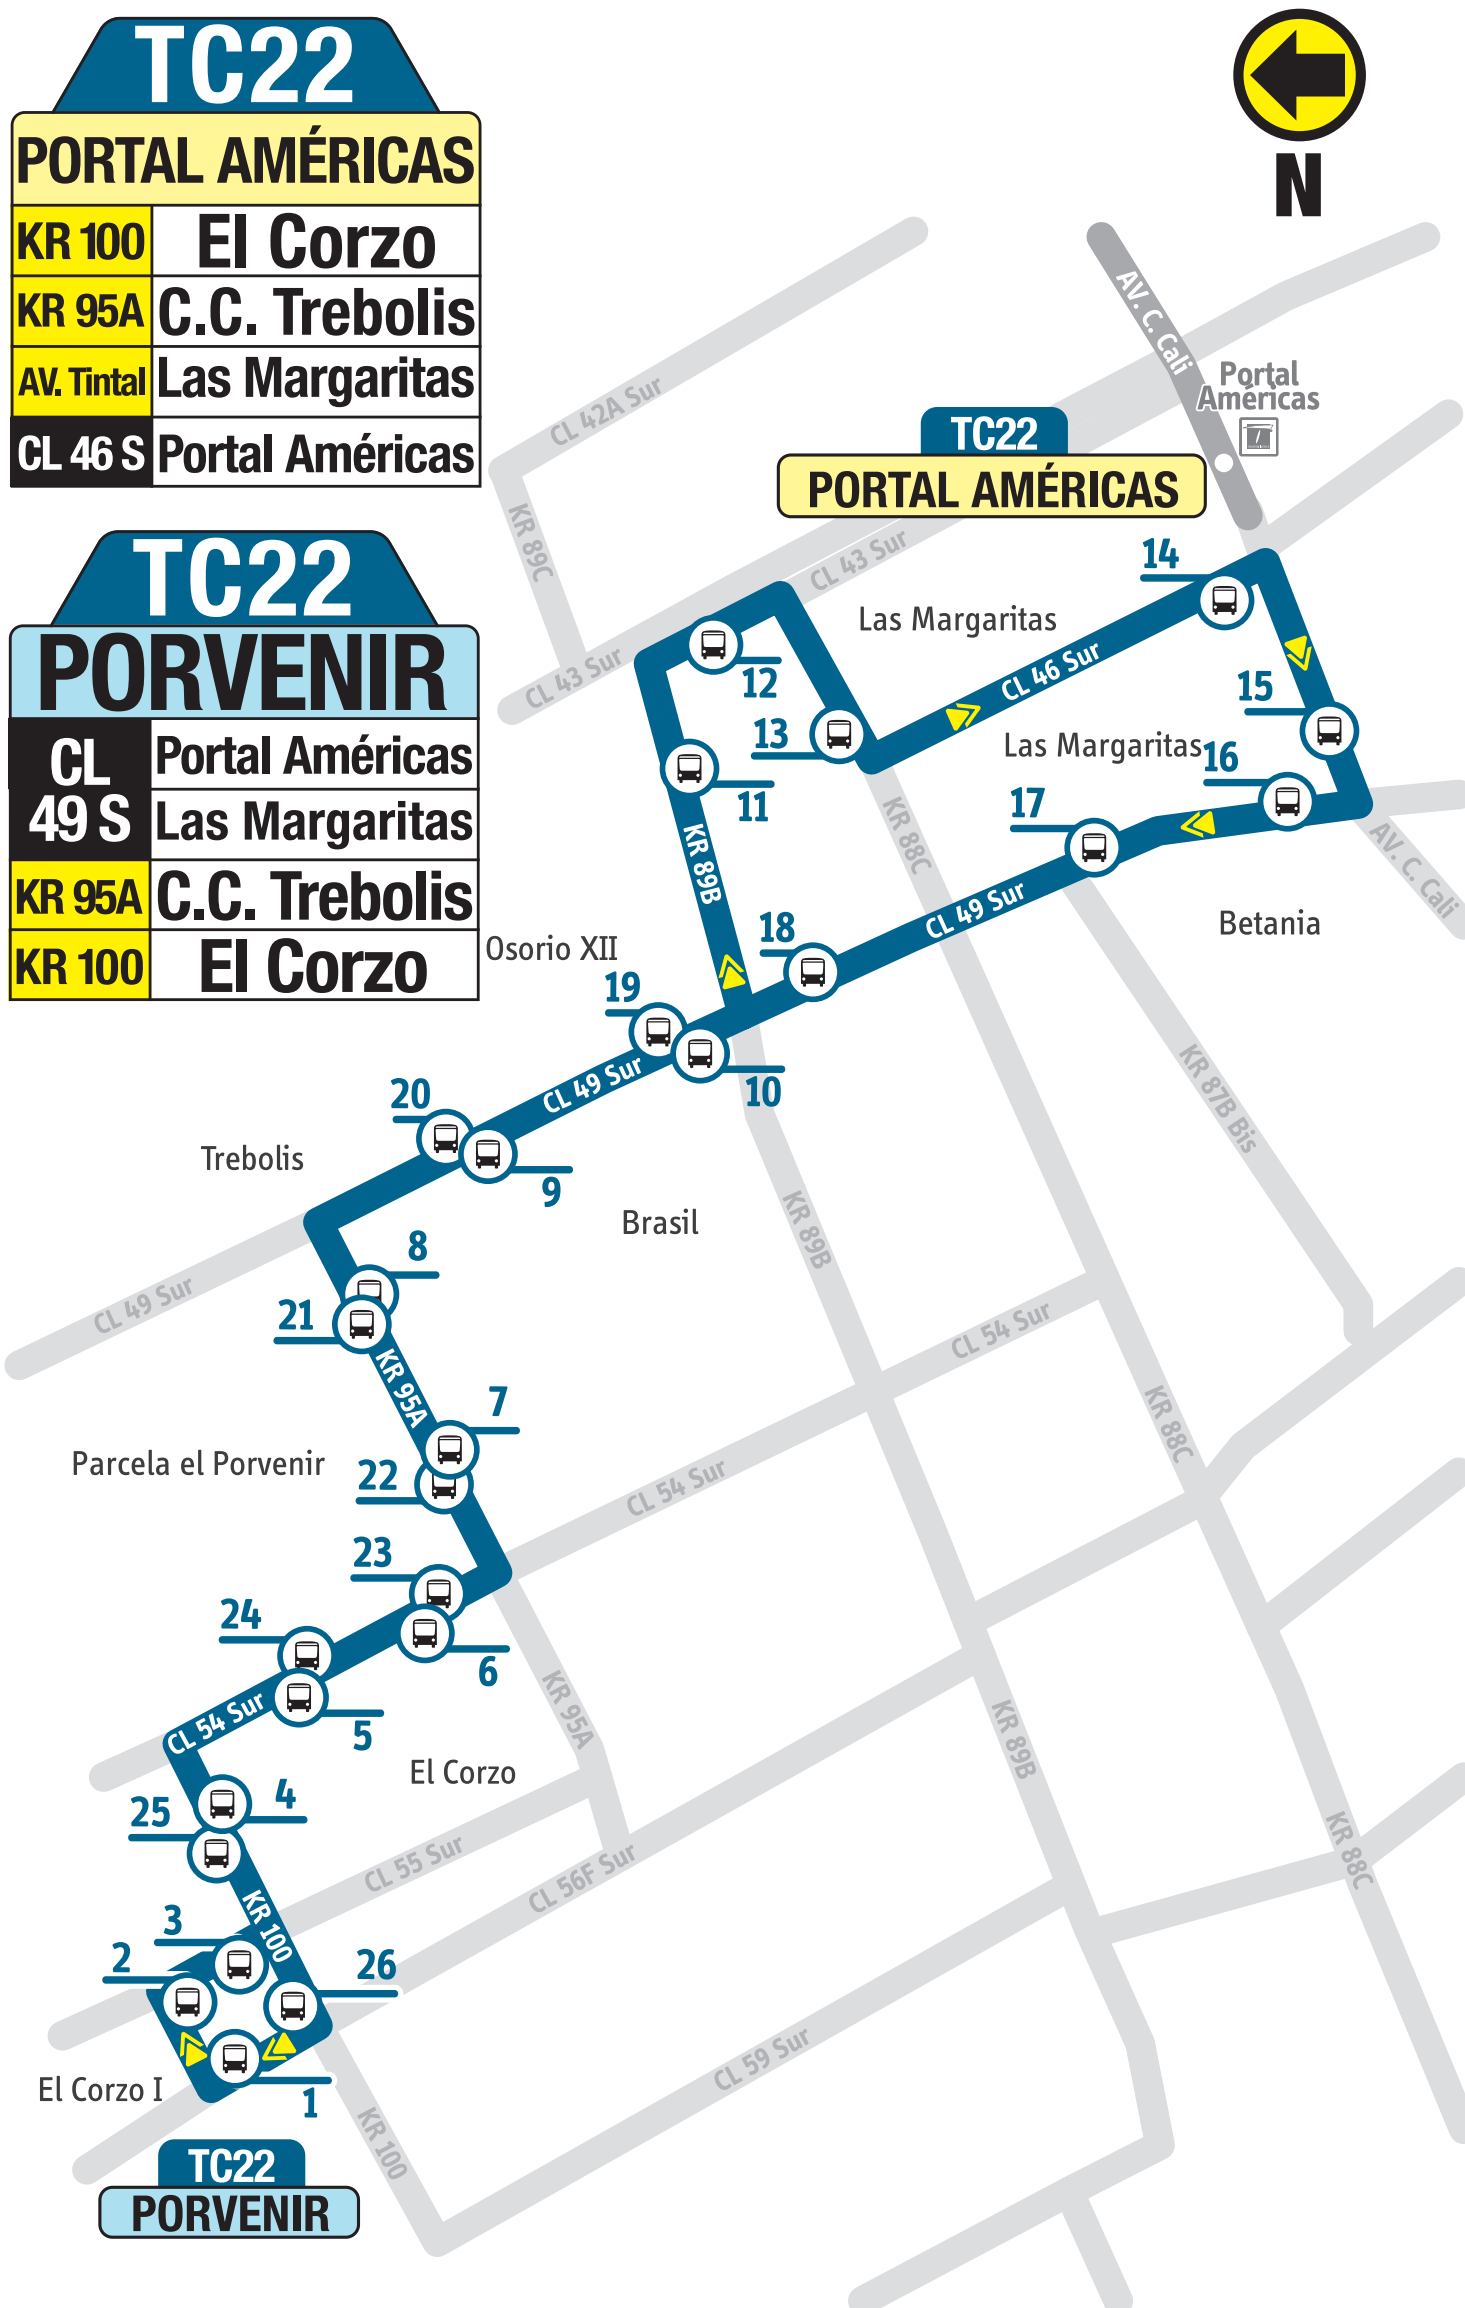 TC22
PORTAL AMÉRICAS
KR 100 El Corzo
KR 95A C.C. Trebolis
AV. Tintal Las Margaritas
CL 46 S Portal Américas
TC22
PORVENIR
CL 49 S
Portal Américas
Las Margaritas
KR 95A C.C. Trebolis
KR 100 El Corzo
N
AV. C. Cali
Portal
Américas
CL 42A Sur
KR 89C
TC22
PORTAL AMÉRICAS
CL 43 Sur
CL 43 Sur
14
Las Margaritas
CL 46 Sur
12
13
15
Las Margaritas
16
11
17
KR 89B
KR 88C
AV. C. Cali
CL 49 Sur
Betania
18
Osorio XII
19
10
CL 49 Sur
20
KR 87B Bis
Trebolis
9
Brasil
KR 89B
8
CL 49 Sur
21
CL 54 Sur
KR 95A
7
KR 88C
Parcela el Porvenir
22
CL 54 Sur
23
24
6
KR 95A
CL 54 Sur
5
KR 89B
El Corzo
4
25
CL 55 Sur
CL 56F Sur
KR 88C
3
KR 100
2
26
CL 59 Sur
El Corzo I
1
KR 100
TC22
PORVENIR